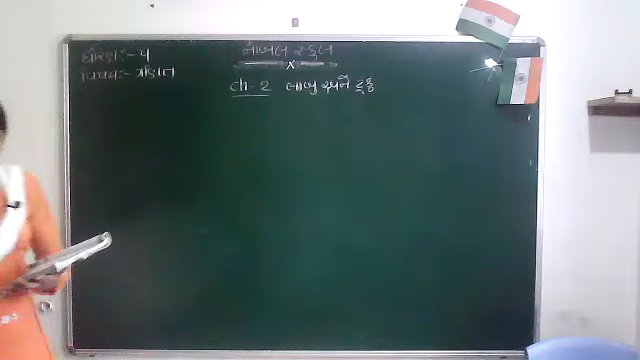 નોબલ સ્કુલ
ધોરણ :- ૫
વિષય :- ગણિત
ch-2 લાંબુ અને ટૂંકું